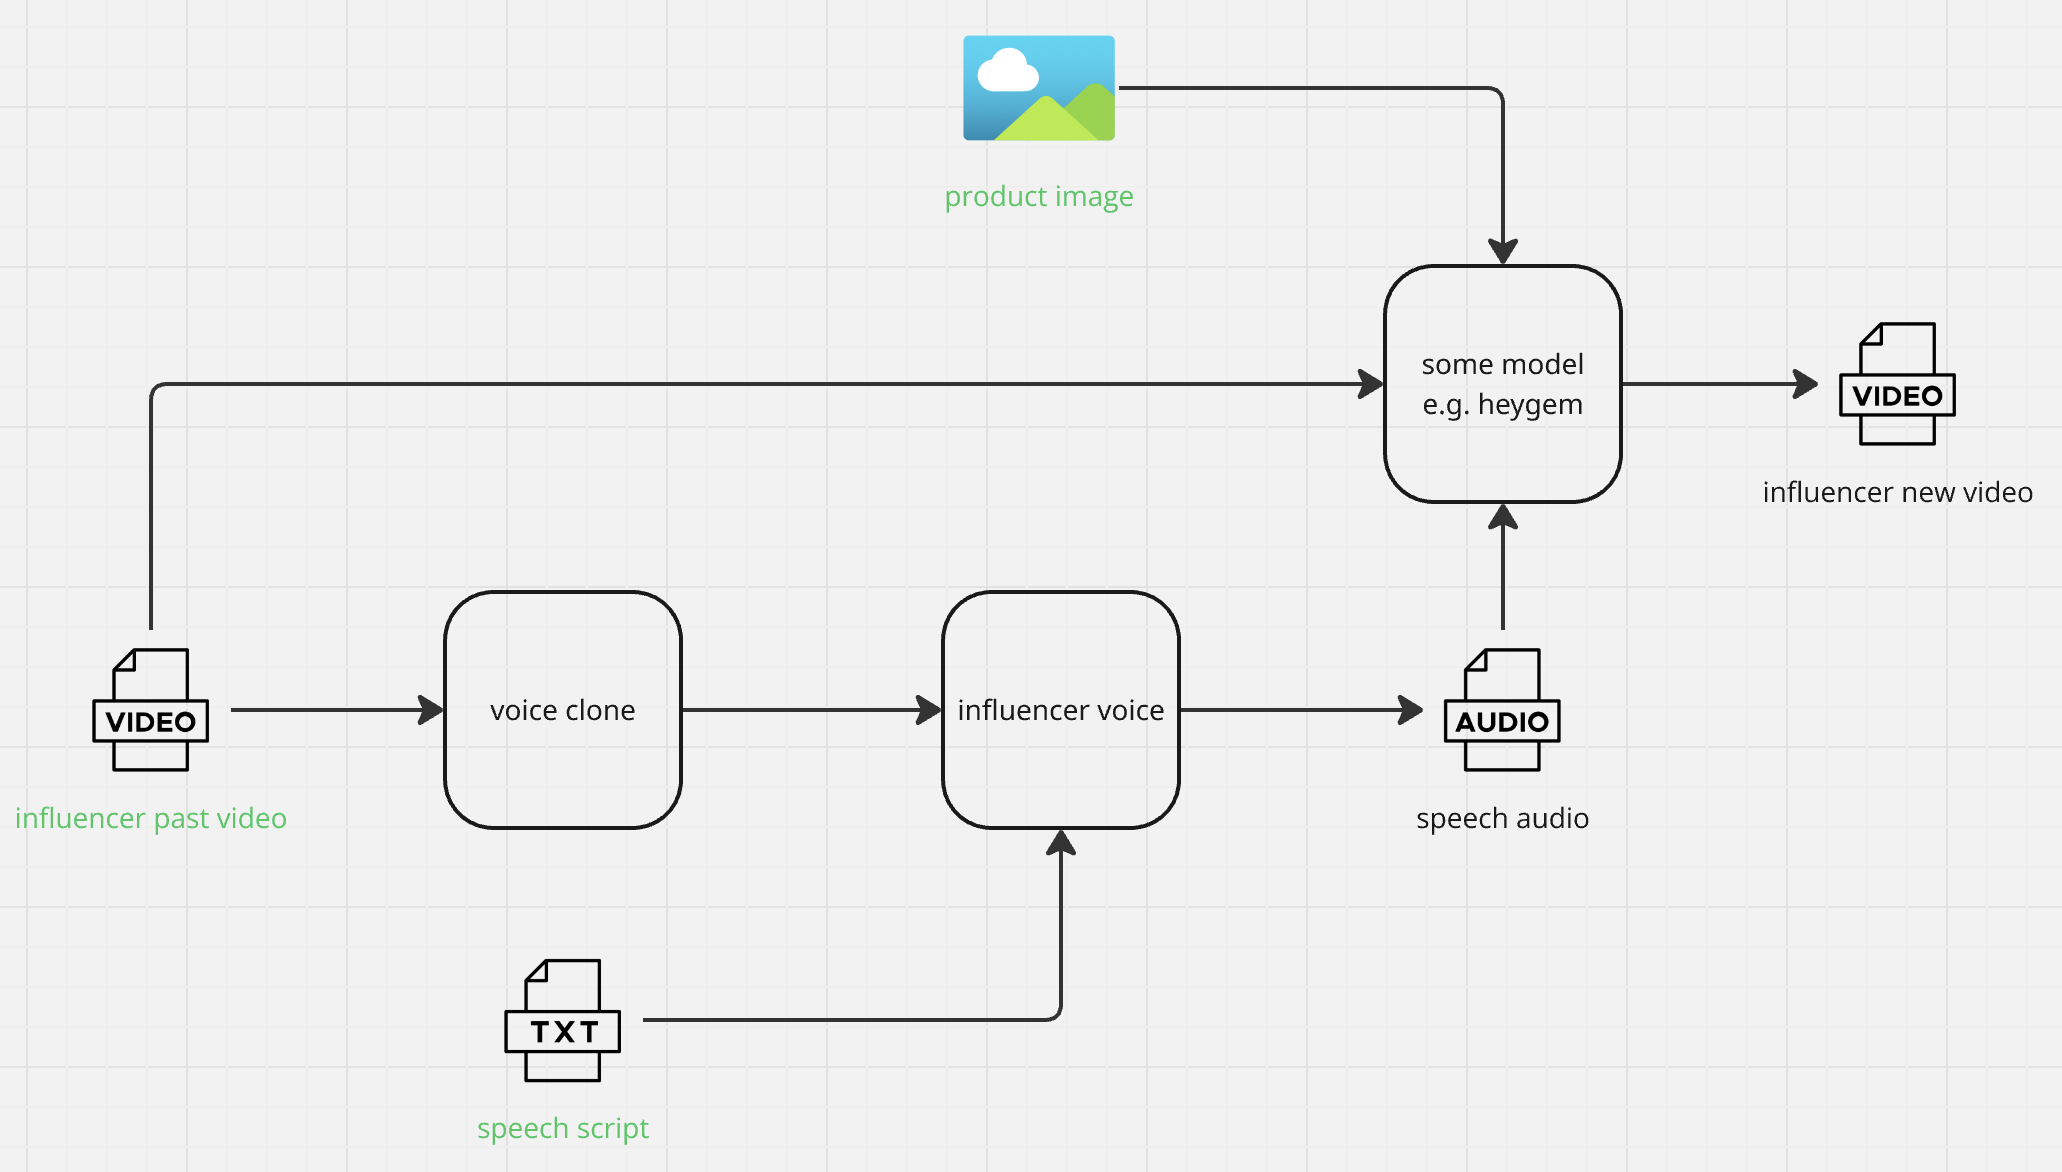 product image
some model
e.g. heygem
VIDEO
influencer new video
VIDEO
influencer past video
voice clone
influencer voice
AUDIO
speech audio
TXT
speech script